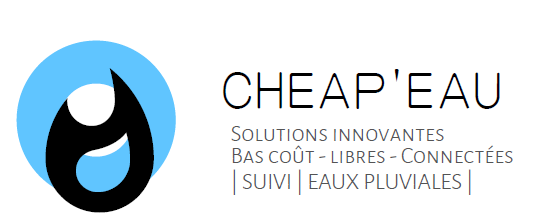 CHEAP'EAU
Solutions innovantes
Bas coût - libres - Connectées
| SUIVI | EAUX PLUVIALES |